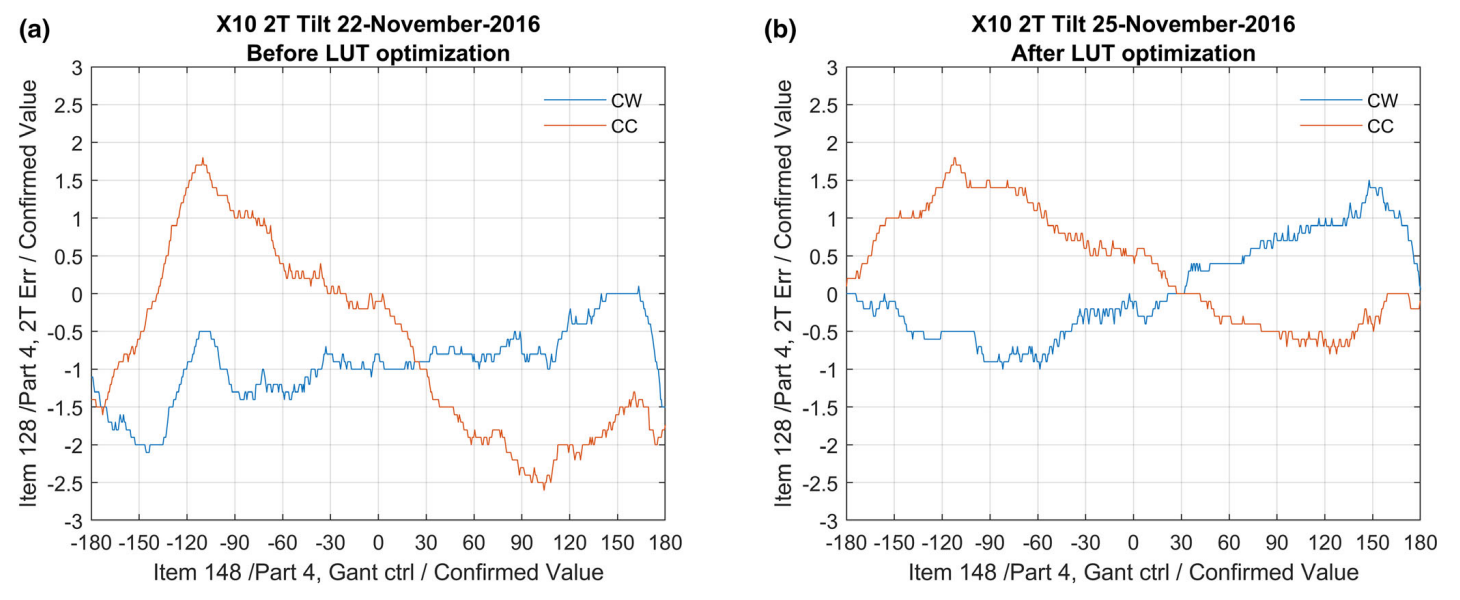 (a)
X10 2T Tilt 22-November-2016
Before LUT optimization
CW
CC
3
2.5
2
1.5
1
0.5
0
-0.5
-1
-1.5
-2
-2.5
-3
Item 128 /Part 4, 2T Err / Confirmed Value
-180 -150 -120 -90 -60 -30 0 30 60 90 120 150 180
Item 148 /Part 4, Gant ctrl / Confirmed Value
(b)
X10 2T Tilt 25-November-2016
After LUT optimization
CW
CC
3
2.5
2
1.5
1
0.5
0
-0.5
-1
-1.5
-2
-2.5
-3
Item 128 /Part 4, 2T Err / Confirmed Value
-180 -150 -120 -90 -60 -30 0 30 60 90 120 150 180
Item 148 /Part 4, Gant ctrl / Confirmed Value